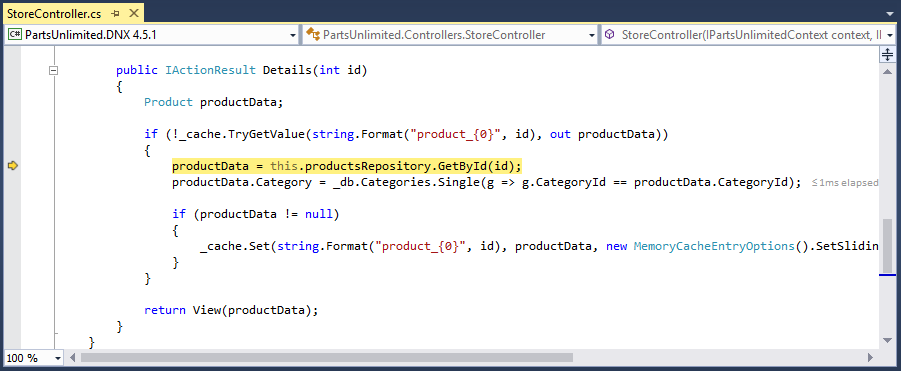 StoreController.cs
PartsUnlimited.DNX 4.5.1 PartsUnlimited.Controllers.StoreController StoreController(IPartsUnlimitedContext context, II
public IActionResult Details(int id)
{
Product productData;
if (!_cache.TryGetValue(string.Format("product_{0}", id), out productData))
{
productData = this.productsRepository.GetById(id);
productData.Category = _db.Categories.Single(g => g.CategoryId == productData.CategoryId); ≤1ms elapsed
if (productData != null)
{
_cache.Set(string.Format("product_{0}", id), productData, new MemoryCacheEntryOptions().SetSlidin
}
}
return View(productData);
}
}
100 %